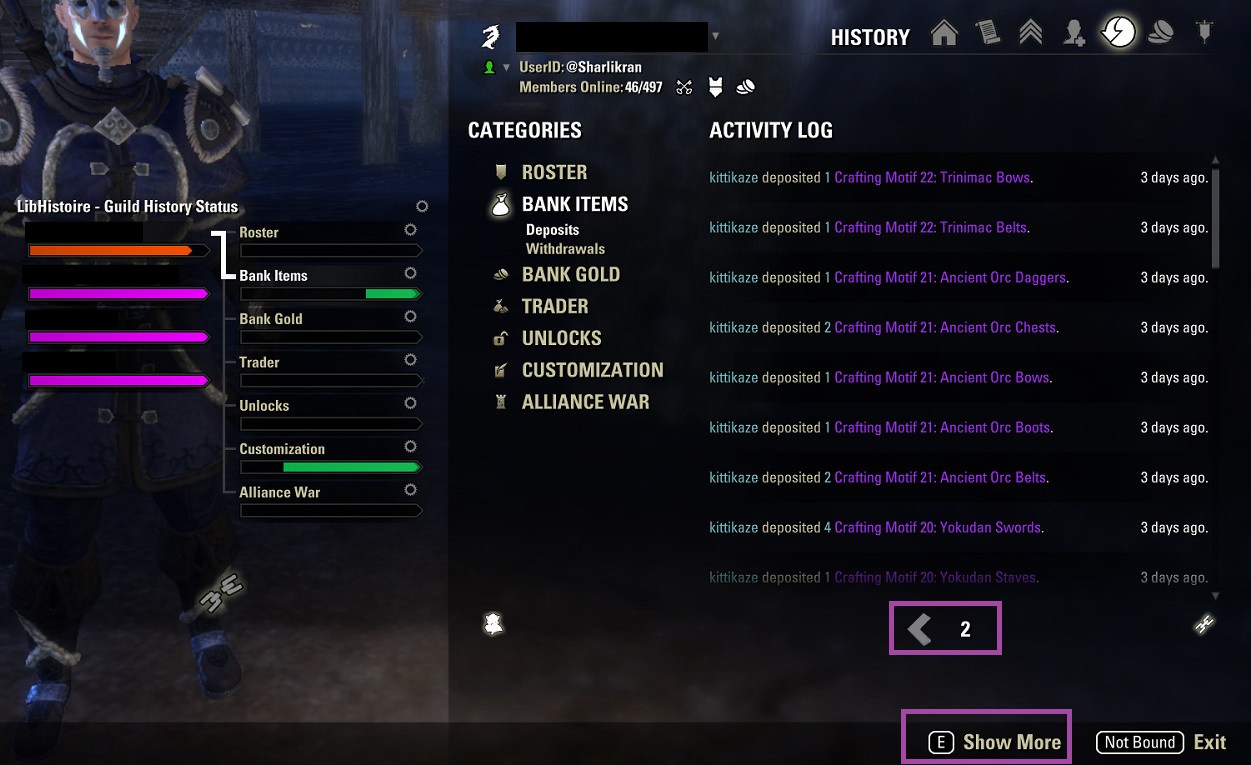 HISTORY
UserID: @Sharlikran
Members Online: 46/497
CATEGORIES
ROSTER
BANK ITEMS
Deposits
Withdrawals
BANK GOLD
TRADER
UNLOCKS
CUSTOMIZATION
ALLIANCE WAR
ACTIVITY LOG
kittikaze deposited 1 Crafting Motif 22: Trinimac Bows. 3 days ago.
kittikaze deposited 1 Crafting Motif 22: Trinimac Belts. 3 days ago.
kittikaze deposited 1 Crafting Motif 21: Ancient Orc Daggers. 3 days ago.
kittikaze deposited 2 Crafting Motif 21: Ancient Orc Chests. 3 days ago.
kittikaze deposited 1 Crafting Motif 21: Ancient Orc Bows. 3 days ago.
kittikaze deposited 1 Crafting Motif 21: Ancient Orc Boots. 3 days ago.
kittikaze deposited 2 Crafting Motif 21: Ancient Orc Belts. 3 days ago.
kittikaze deposited 4 Crafting Motif 20: Yokudan Swords. 3 days ago.
kittikaze deposited 1 Crafting Motif 20: Yokudan Staves. 3 days ago.
2
LibHistoire - Guild History Status
Roster
Bank Items
Bank Gold
Trader
Unlocks
Customization
Alliance War
E Show More
Not Bound Exit